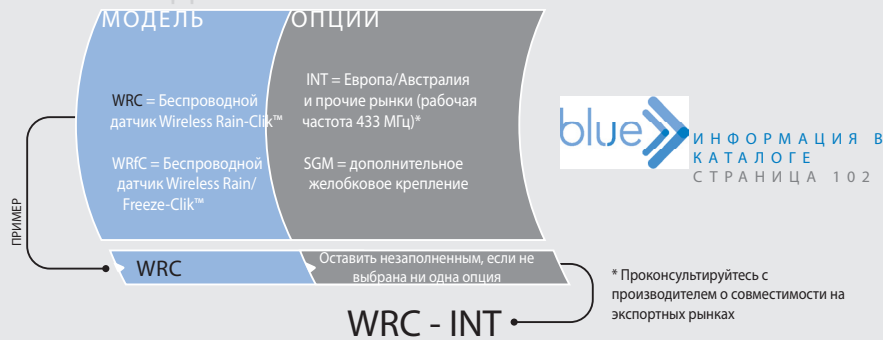 МОДЕЛЬ
WRC = Беспроводной
датчик Wireless Rain-Clik™
WRfC = Беспроводной
датчик Wireless Rain/
Freeze-Clik™
ОПЦИИ
INT = Европа/Австралия
и прочие рынки (рабочая
частота 433 МГц)*
SGM = дополнительное
желобковое крепление
blue
ИНФОРМАЦИЯ В
КАТАЛОГЕ
СТРАНИЦА 102
ПРИМЕР
WRC
Оставить незаполненным, если не
выбрана ни одна опция
WRC - INT
* Проконсультируйтесь с
производителем о совместимости на
экспортных рынках